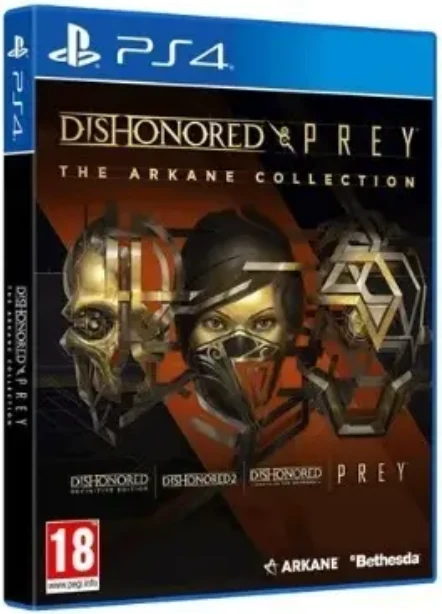 PS4
PS4
DISHONORED & PREY
THE ARKANE COLLECTION
DISHONORED & PREY
THE ARKANE COLLECTION
DISHONORED
DEFINITIVE EDITION
DISHONORED 2
DISHONORED
PREY
18
www.pegi.info
ARKANE
Bethesda